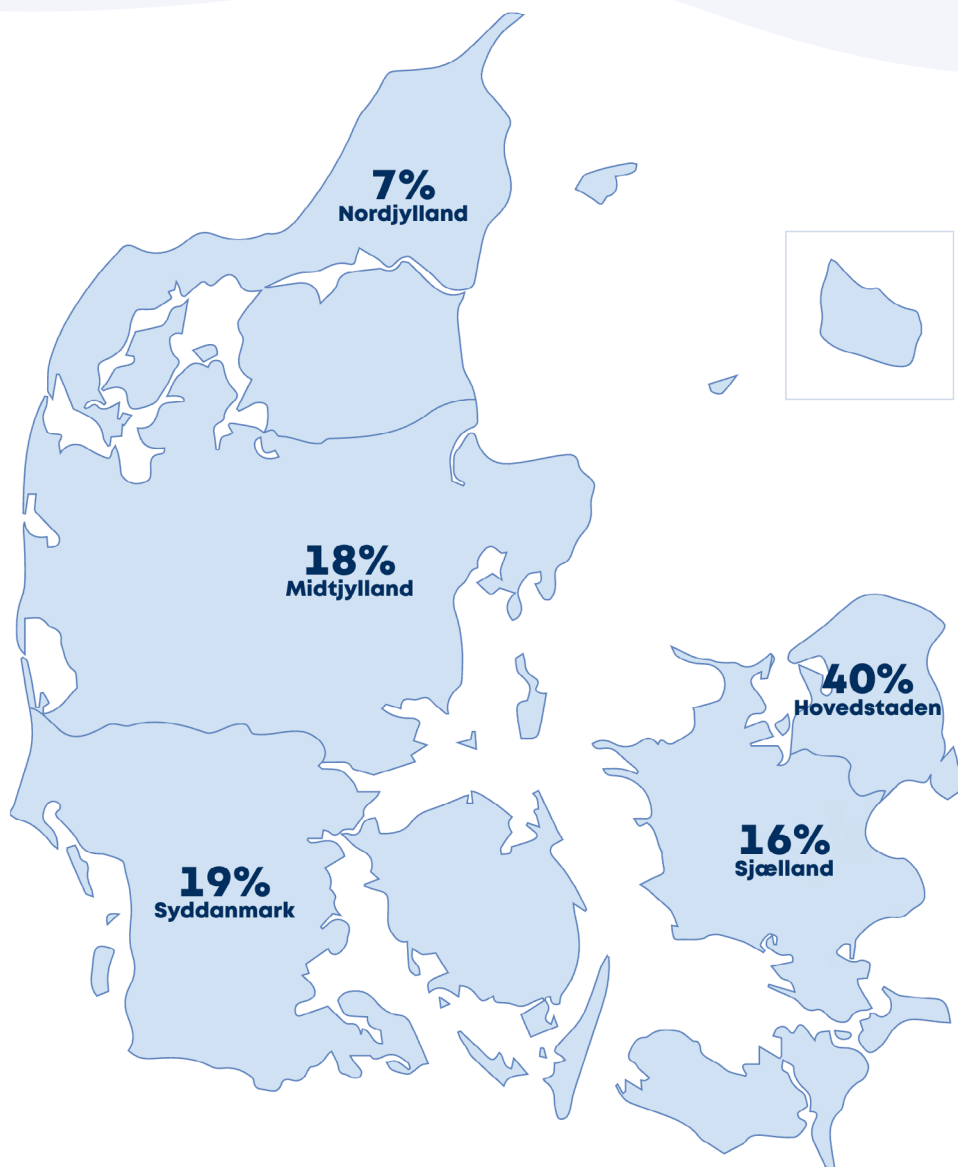 7%
Nordjylland
18%
Midtjylland
40%
Hovedstaden
16%
Sjælland
19%
Syddanmark